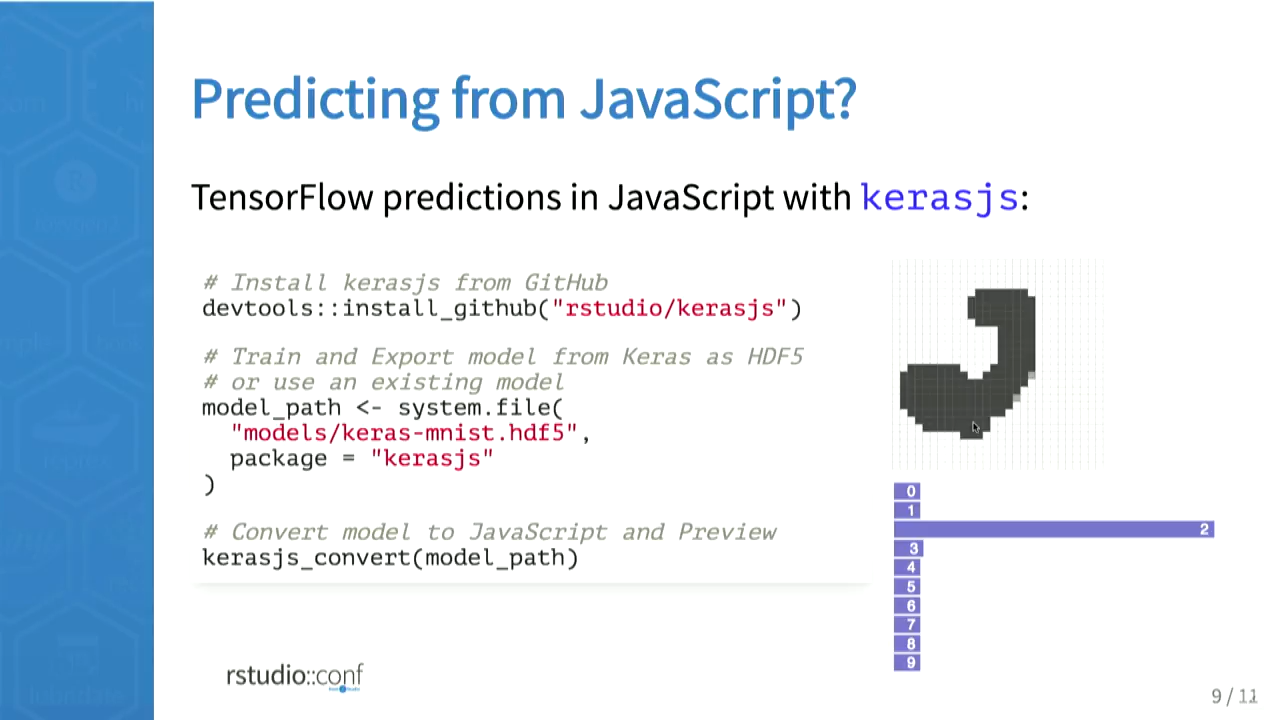 Predicting from JavaScript?
TensorFlow predictions in JavaScript with kerasjs:
# Install kerasjs from GitHub
devtools::install_github("rstudio/kerasjs")
# Train and Export model from Keras as HDF5
# or use an existing model
model_path <- system.file(
"models/keras-mnist.hdf5",
package = "kerasjs"
)
# Convert model to JavaScript and Preview
kerasjs_convert(model_path)
0
1
2
3
4
5
6
7
8
9
rstudio::conf
9 / 11